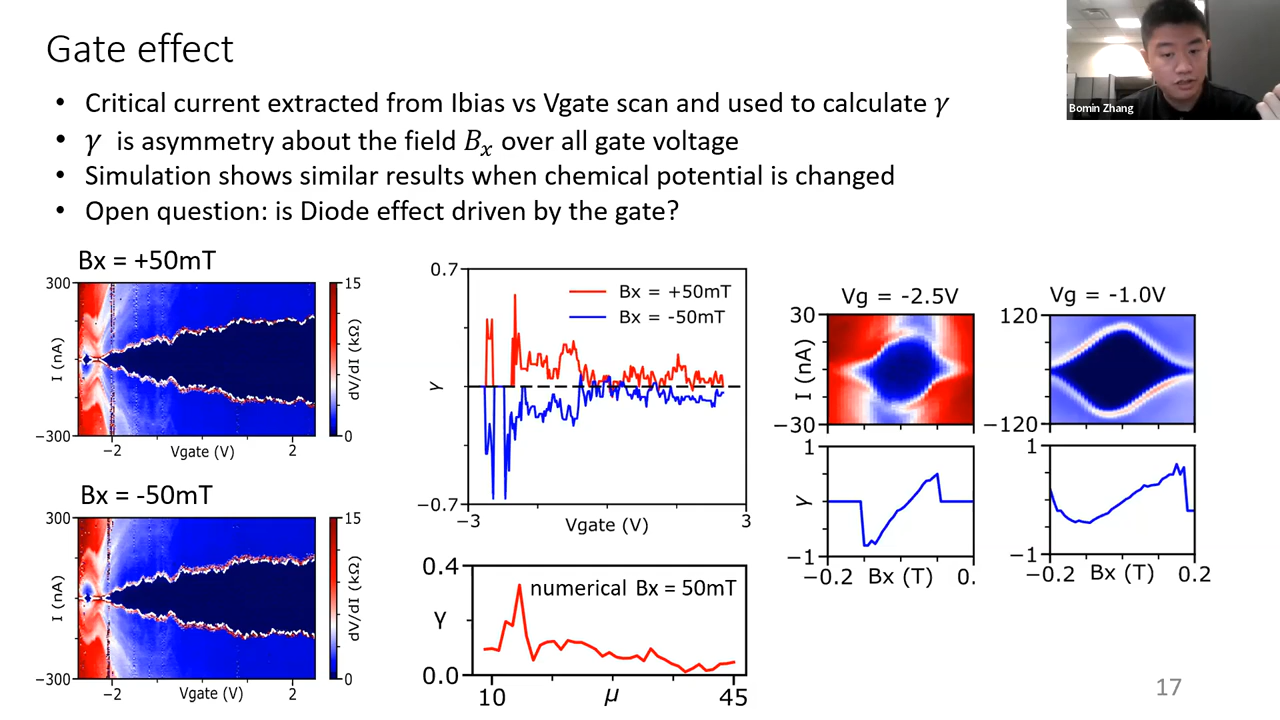 Gate effect
Bomin Zhang
• Critical current extracted from Ibias vs Vgate scan and used to calculate γ
• γ is asymmetry about the field Bₓ over all gate voltage
• Simulation shows similar results when chemical potential is changed
• Open question: is Diode effect driven by the gate?
Bx = +50mT
300
I (nA)
−300
−2
Vgate (V)
2
15
dV/dI (kΩ)
0
Bx = -50mT
300
I (nA)
−300
−2
Vgate (V)
2
15
dV/dI (kΩ)
0
0.7
Bx = +50mT
Bx = -50mT
γ
−0.7
−3
Vgate (V)
3
0.4
numerical Bx = 50mT
γ
0.0
10
μ
45
Vg = -2.5V
30
I (nA)
−30
1
γ
−1
−0.2
Bx (T)
0.
Vg = -1.0V
120
−120
1
−1
−0.2
Bx (T)
0.2
17